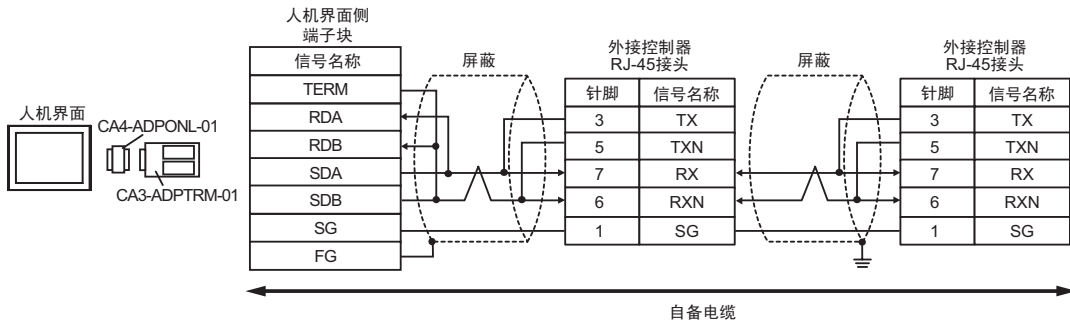 人机界面
CA4-ADPONL-01
CA3-ADPTRM-01
人机界面侧
端子块
信号名称
TERM
RDA
RDB
SDA
SDB
SG
FG
屏蔽
外接控制器
RJ-45接头
针脚 信号名称
3 TX
5 TXN
7 RX
6 RXN
1 SG
屏蔽
外接控制器
RJ-45接头
针脚 信号名称
3 TX
5 TXN
7 RX
6 RXN
1 SG
自备电缆